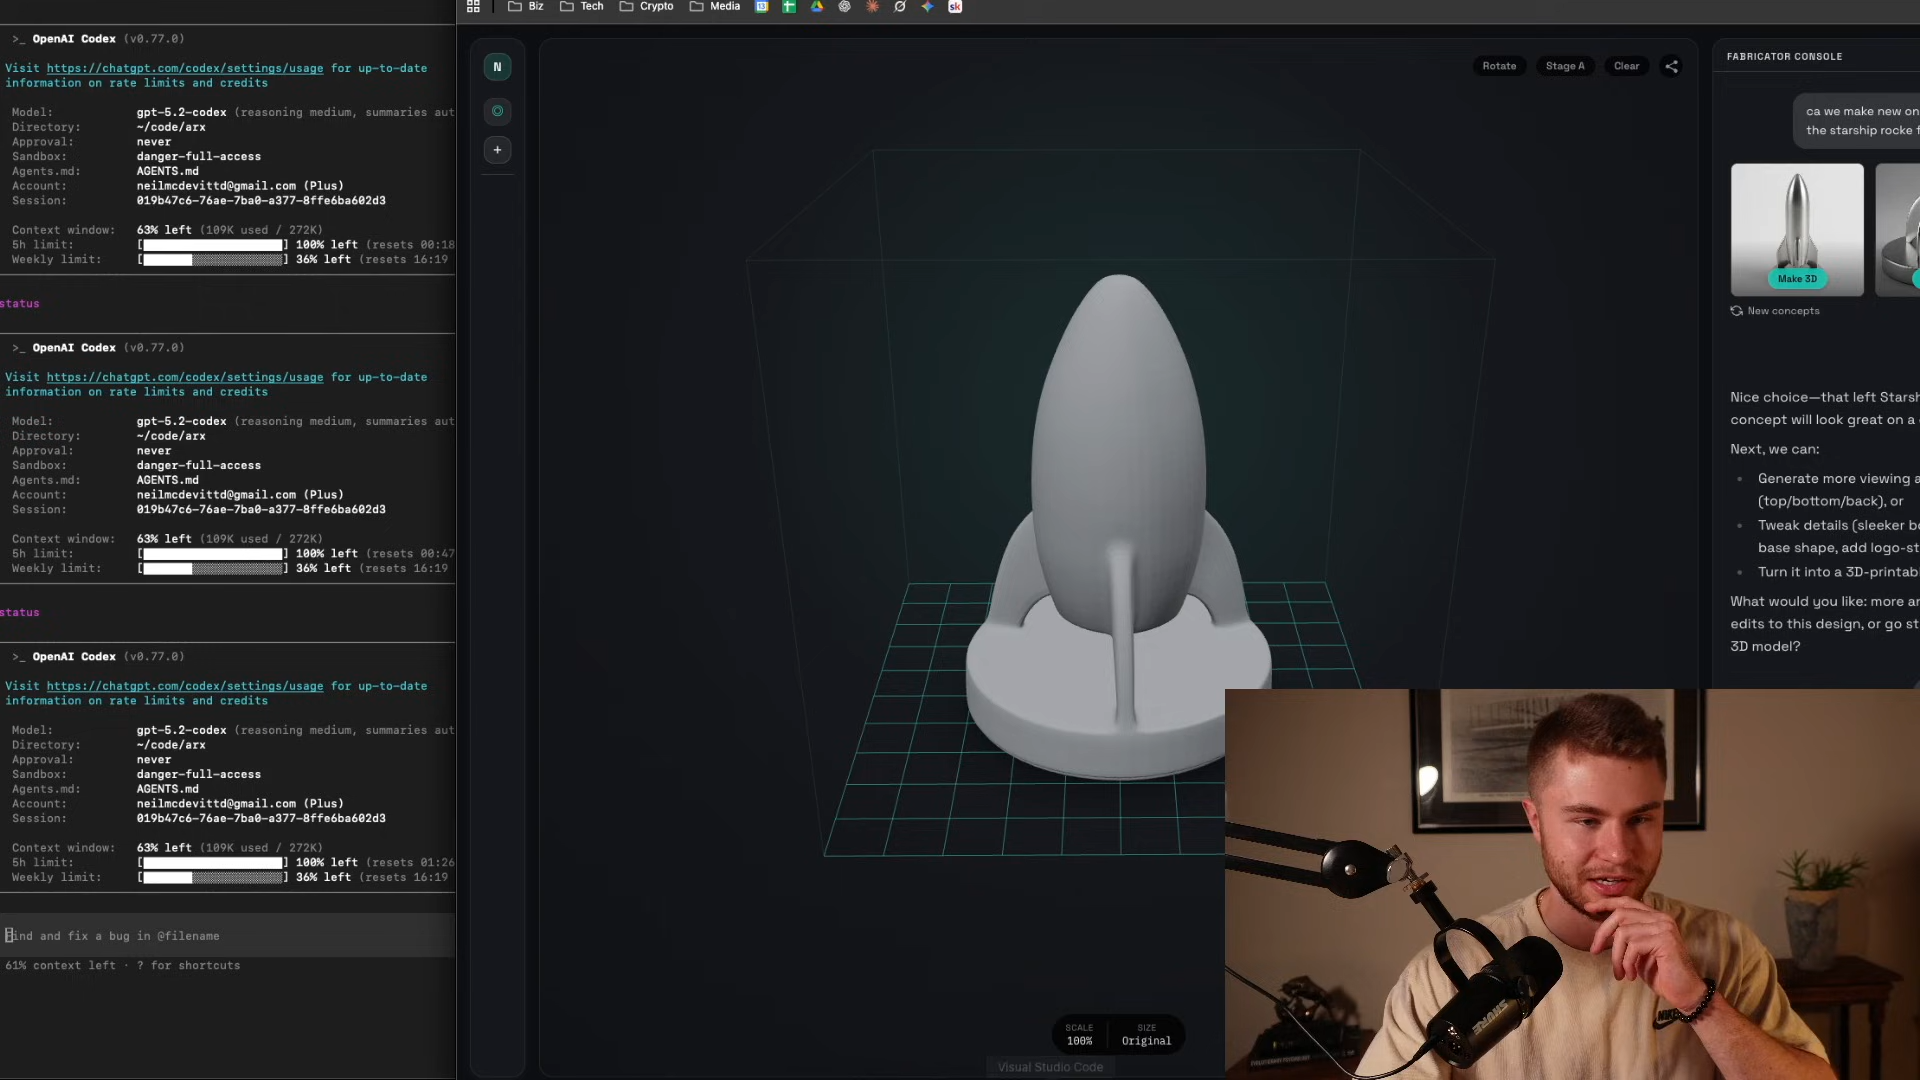 >_ OpenAI Codex (v0.77.0)
Visit https://chatgpt.com/codex/settings/usage for up-to-date
information on rate limits and credits
Model: gpt-5.2-codex (reasoning medium, summaries aut
Directory: ~/code/arx
Approval: never
Sandbox: danger-full-access
Agents.md: AGENTS.md
Account: neilmcdevittd@gmail.com (Plus)
Session: 019b47c6-76ae-7ba0-a377-8ffe6ba602d3
Context window: 63% left (109K used / 272K)
5h limit: [ ] 100% left (resets 00:18
Weekly limit: [ ] 36% left (resets 16:19
status
>_ OpenAI Codex (v0.77.0)
Visit https://chatgpt.com/codex/settings/usage for up-to-date
information on rate limits and credits
Model: gpt-5.2-codex (reasoning medium, summaries aut
Directory: ~/code/arx
Approval: never
Sandbox: danger-full-access
Agents.md: AGENTS.md
Account: neilmcdevittd@gmail.com (Plus)
Session: 019b47c6-76ae-7ba0-a377-8ffe6ba602d3
Context window: 63% left (109K used / 272K)
5h limit: [ ] 100% left (resets 00:47
Weekly limit: [ ] 36% left (resets 16:19
status
>_ OpenAI Codex (v0.77.0)
Visit https://chatgpt.com/codex/settings/usage for up-to-date
information on rate limits and credits
Model: gpt-5.2-codex (reasoning medium, summaries aut
Directory: ~/code/arx
Approval: never
Sandbox: danger-full-access
Agents.md: AGENTS.md
Account: neilmcdevittd@gmail.com (Plus)
Session: 019b47c6-76ae-7ba0-a377-8ffe6ba602d3
Context window: 63% left (109K used / 272K)
5h limit: [ ] 100% left (resets 01:26
Weekly limit: [ ] 36% left (resets 16:19
ind and fix a bug in @filename
61% context left · ? for shortcuts
Biz Tech Crypto Media
sk
N
+
Rotate Stage A Clear
SCALE SIZE
100% Original
Visual Studio Code
FABRICATOR CONSOLE
ca we make new on
the starship rocke f
Make 3D
New concepts
Nice choice—that left Starsh
concept will look great on a
Next, we can:
• Generate more viewing a
(top/bottom/back), or
• Tweak details (sleeker bo
base shape, add logo-st
• Turn it into a 3D-printabl
What would you like: more an
edits to this design, or go st
3D model?
SHURE
NIKE